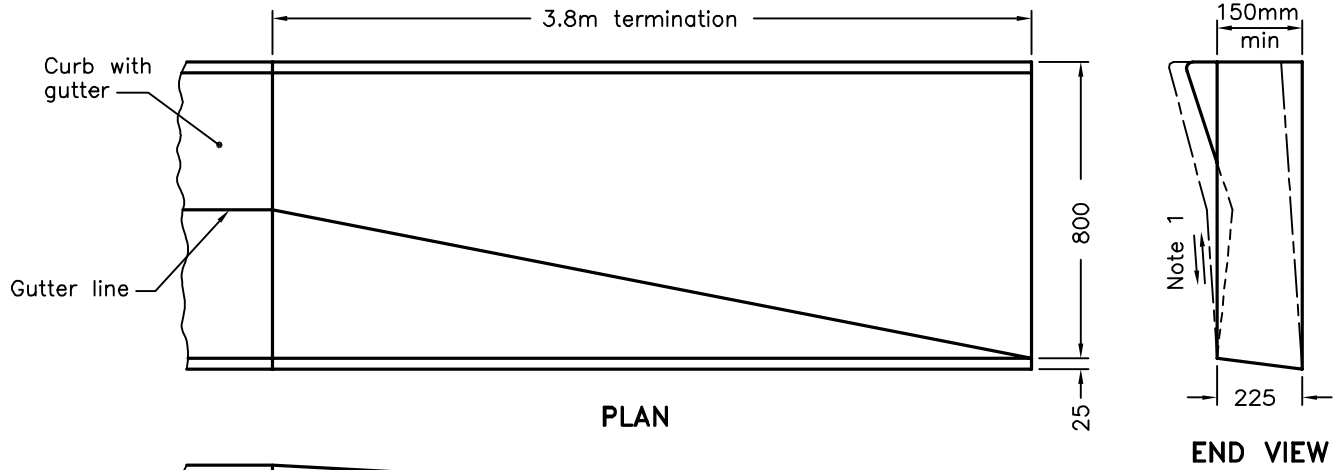 3.8m termination
150mm
min
Curb with
gutter
800
Note 1
Gutter line
25
225
PLAN
END VIEW